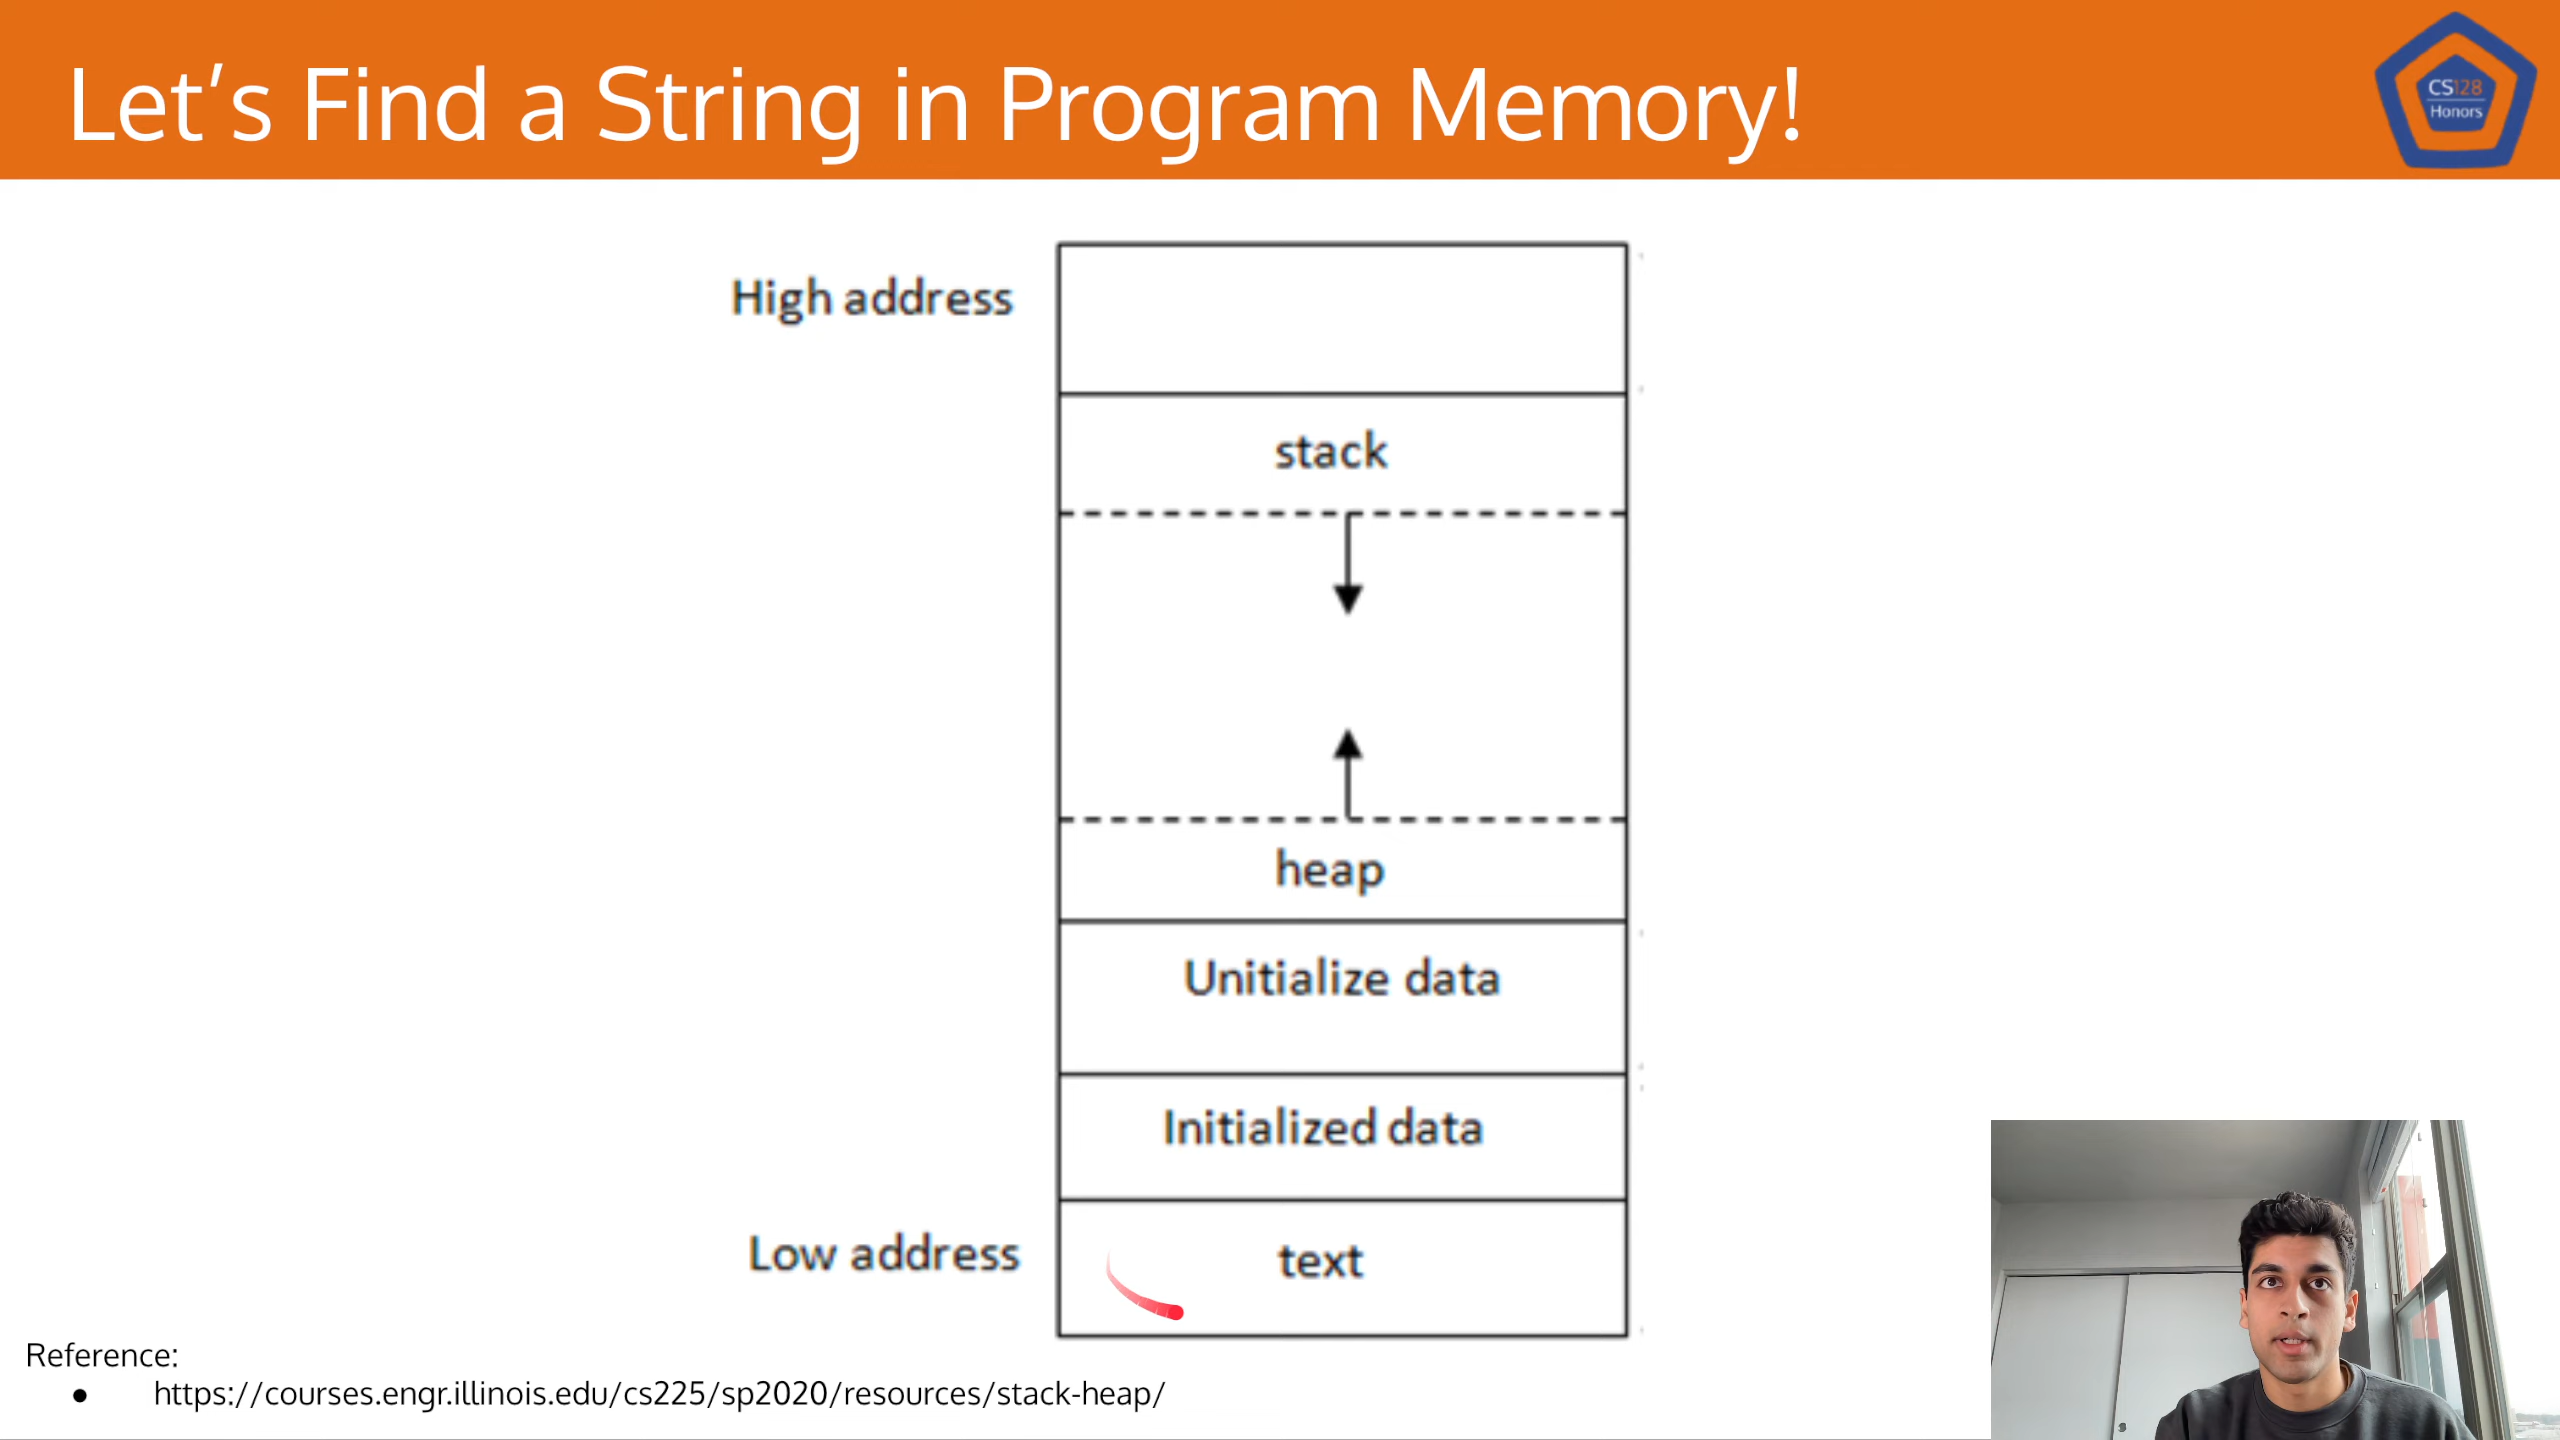 Let’s Find a String in Program Memory!
CS128
Honors
High address
stack
heap
Unitialize data
Initialized data
Low address
text
Reference:
● https://courses.engr.illinois.edu/cs225/sp2020/resources/stack-heap/